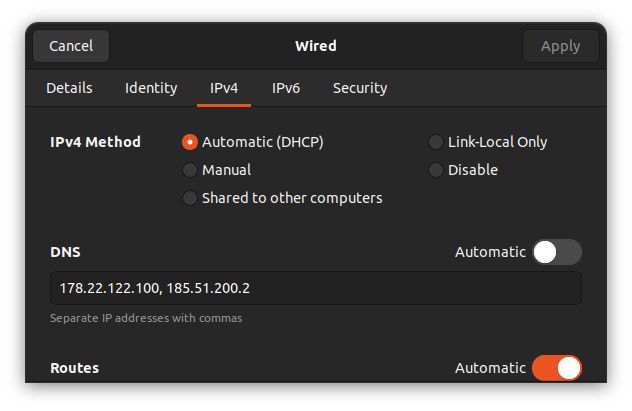 Cancel Wired Apply
Details Identity IPv4 IPv6 Security
IPv4 Method Automatic (DHCP) Link-Local Only
Manual Disable
Shared to other computers
DNS Automatic
178.22.122.100, 185.51.200.2
Separate IP addresses with commas
Routes Automatic